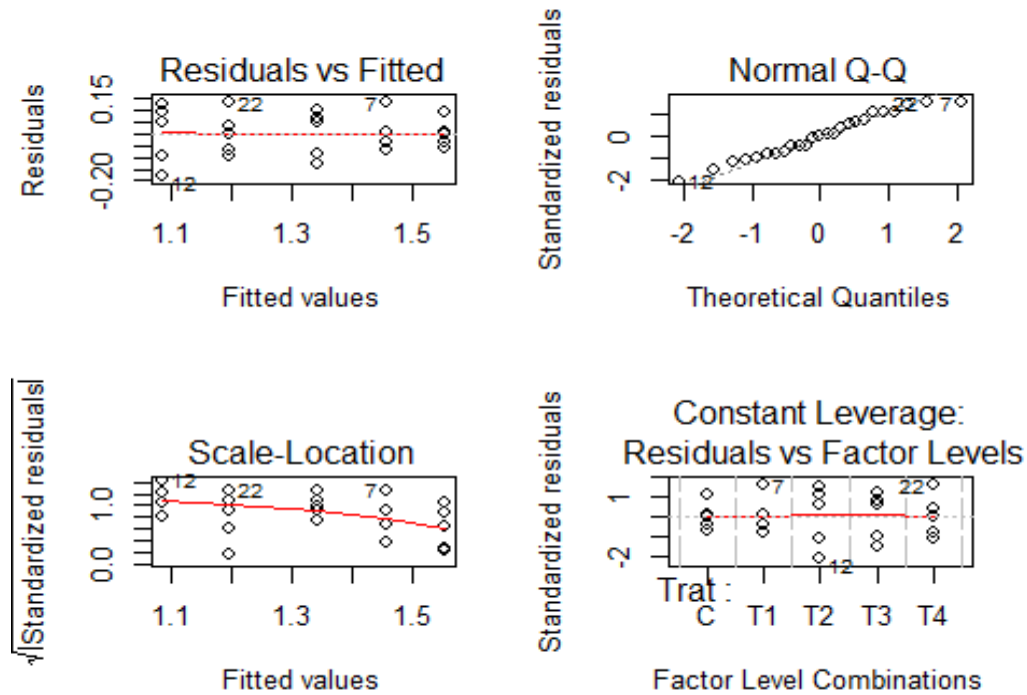 Residuals vs Fitted
Residuals
0.15
-0.20
22
7
12
1.1
1.3
1.5
Fitted values
Normal Q-Q
Standardized residuals
0
-2
22
7
12
-2
-1
0
1
2
Theoretical Quantiles
Scale-Location
√|Standardized residuals|
1.0
0.0
12
22
7
1.1
1.3
1.5
Fitted values
Constant Leverage:
Residuals vs Factor Levels
Standardized residuals
1
-2
7
22
12
Trat :
C
T1
T2
T3
T4
Factor Level Combinations